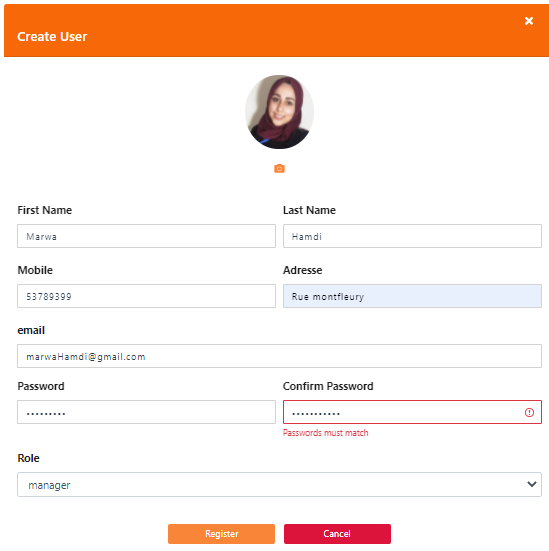 ×
Create User
First Name Last Name
Marwa Hamdi
Mobile Adresse
53789399 Rue montfleury
email
marwaHamdi@gmail.com
Password Confirm Password
......... ...........
Passwords must match
Role
manager
Register Cancel